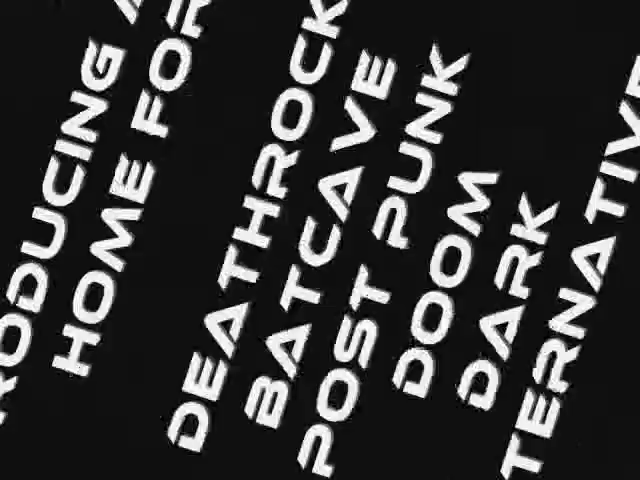 RODUCING A
HOME FOR
DEATHROCK
BATCAVE
POST PUNK
DOOM
DARK
TERNATIVE